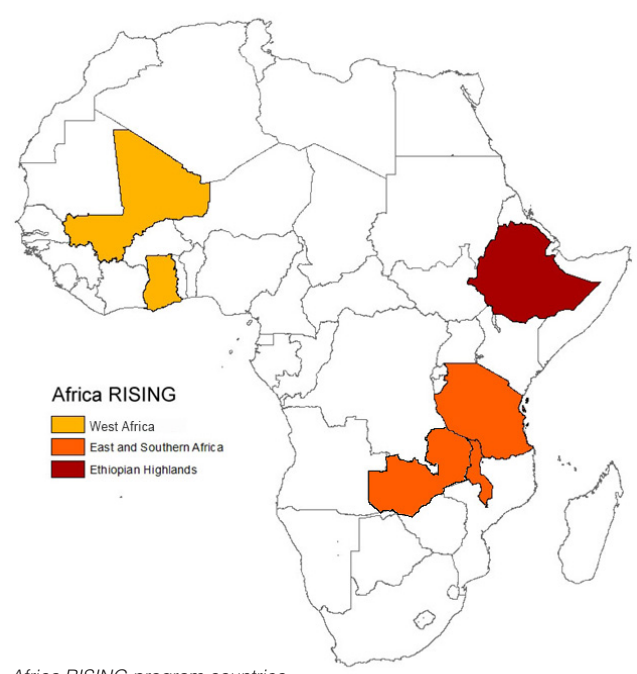 Africa RISING
West Africa
East and Southern Africa
Ethiopian Highlands
Africa RISING program countries